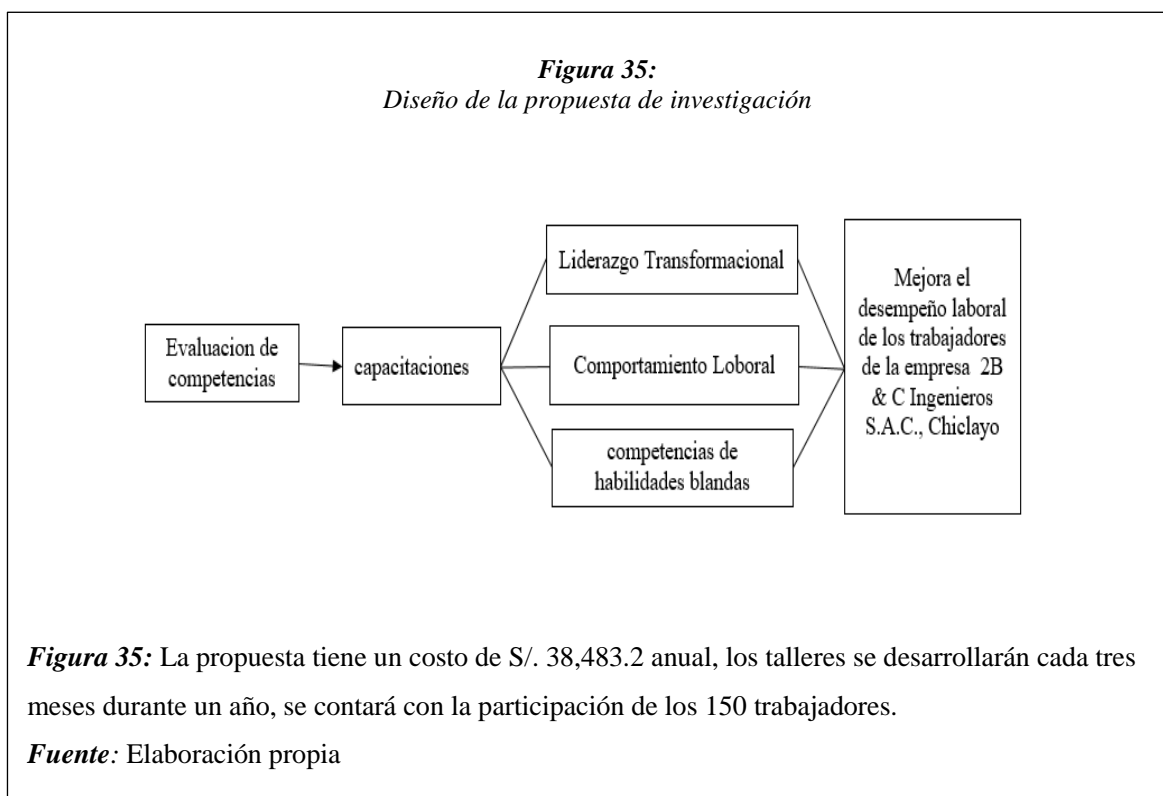 Figura 35:
Diseño de la propuesta de investigación
Evaluacion de
competencias
capacitaciones
Liderazgo Transformacional
Comportamiento Loboral
competencias de
habilidades blandas
Mejora el
desempeño laboral
de los trabajadores
de la empresa 2B
& C Ingenieros
S.A.C., Chiclayo
Figura 35: La propuesta tiene un costo de S/. 38,483.2 anual, los talleres se desarrollarán cada tres
meses durante un año, se contará con la participación de los 150 trabajadores.
Fuente: Elaboración propia